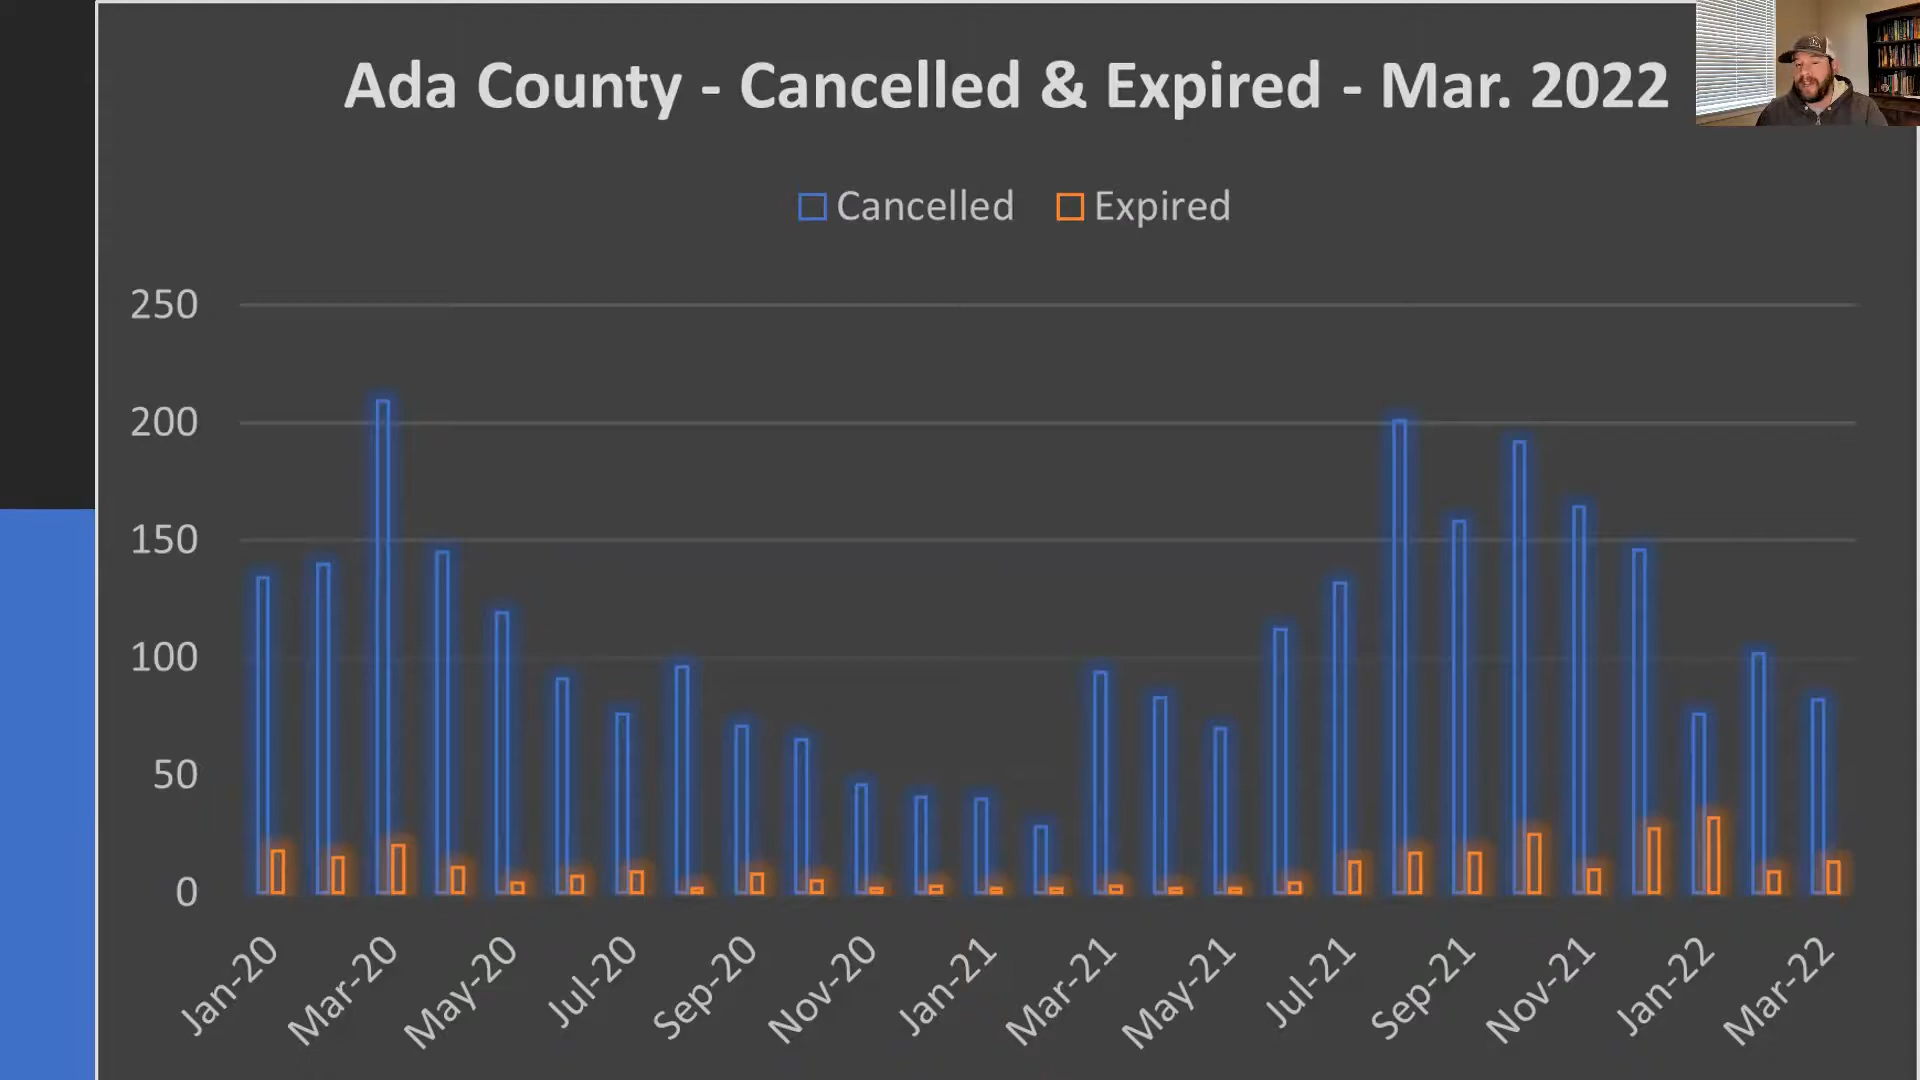 Ada County - Cancelled & Expired - Mar. 2022
Cancelled Expired
250
200
150
100
50
0
Jan-20 Mar-20 May-20 Jul-20 Sep-20 Nov-20 Jan-21 Mar-21 May-21 Jul-21 Sep-21 Nov-21 Jan-22 Mar-22